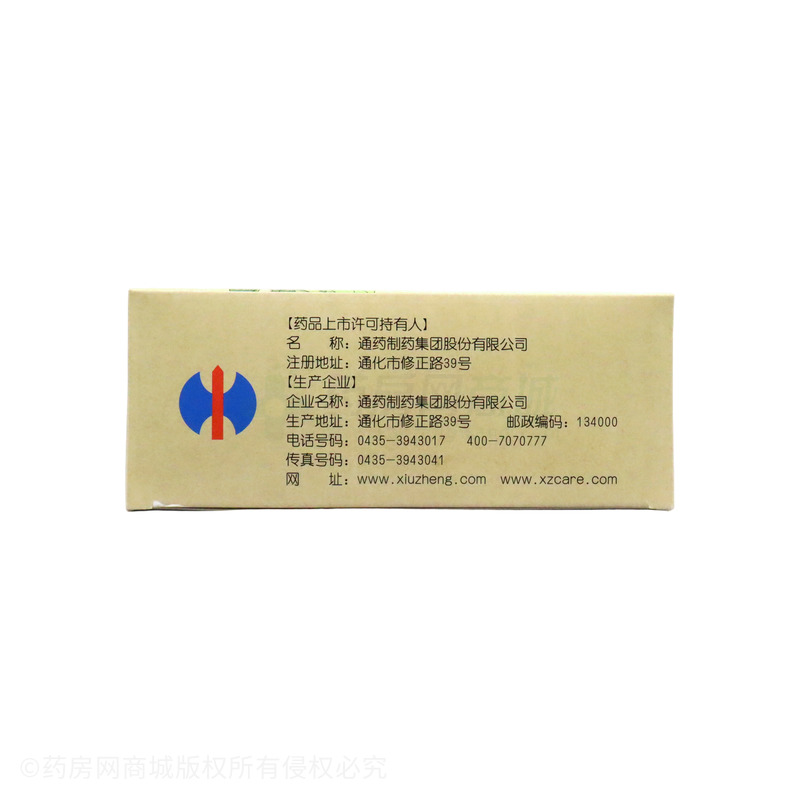 【药品上市许可持有人】
名　　称：通药制药集团股份有限公司
注册地址：通化市修正路39号
【生产企业】
企业名称：通药制药集团股份有限公司
生产地址：通化市修正路39号　　邮政编码：134000
电话号码：0435-3943017　400-7070777
传真号码：0435-3943041
网　　址：www.xiuzheng.com　www.xzcare.com
©药房网商城版权所有侵权必究